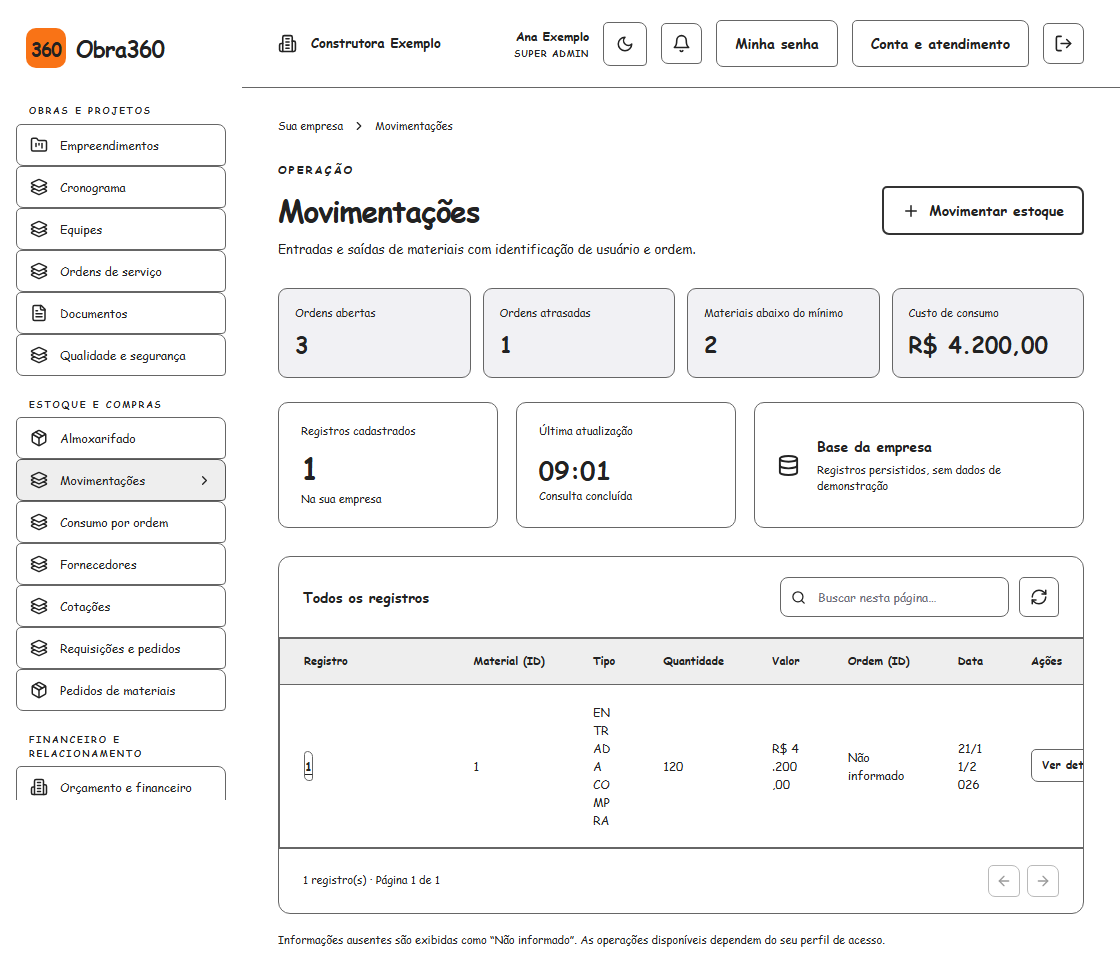 360 Obra360
Construtora Exemplo
Ana Exemplo
SUPER ADMIN
Minha senha
Conta e atendimento
OBRAS E PROJETOS
Empreendimentos
Cronograma
Equipes
Ordens de serviço
Documentos
Qualidade e segurança
ESTOQUE E COMPRAS
Almoxarifado
Movimentações
Consumo por ordem
Fornecedores
Cotações
Requisições e pedidos
Pedidos de materiais
FINANCEIRO E
RELACIONAMENTO
Orçamento e financeiro
Sua empresa > Movimentações
OPERAÇÃO
Movimentações
Entradas e saídas de materiais com identificação de usuário e ordem.
+ Movimentar estoque
Ordens abertas
3
Ordens atrasadas
1
Materiais abaixo do mínimo
2
Custo de consumo
R$ 4.200,00
Registros cadastrados
1
Na sua empresa
Última atualização
09:01
Consulta concluída
Base da empresa
Registros persistidos, sem dados de
demonstração
Todos os registros
Buscar nesta página...
Registro Material (ID) Tipo Quantidade Valor Ordem (ID) Data Ações
1
1
EN
TR
AD
A
CO
MP
RA
120
R$ 4
.200
,00
Não
informado
21/1
1/2
026
Ver det
1 registro(s) · Página 1 de 1
Informações ausentes são exibidas como “Não informado”. As operações disponíveis dependem do seu perfil de acesso.